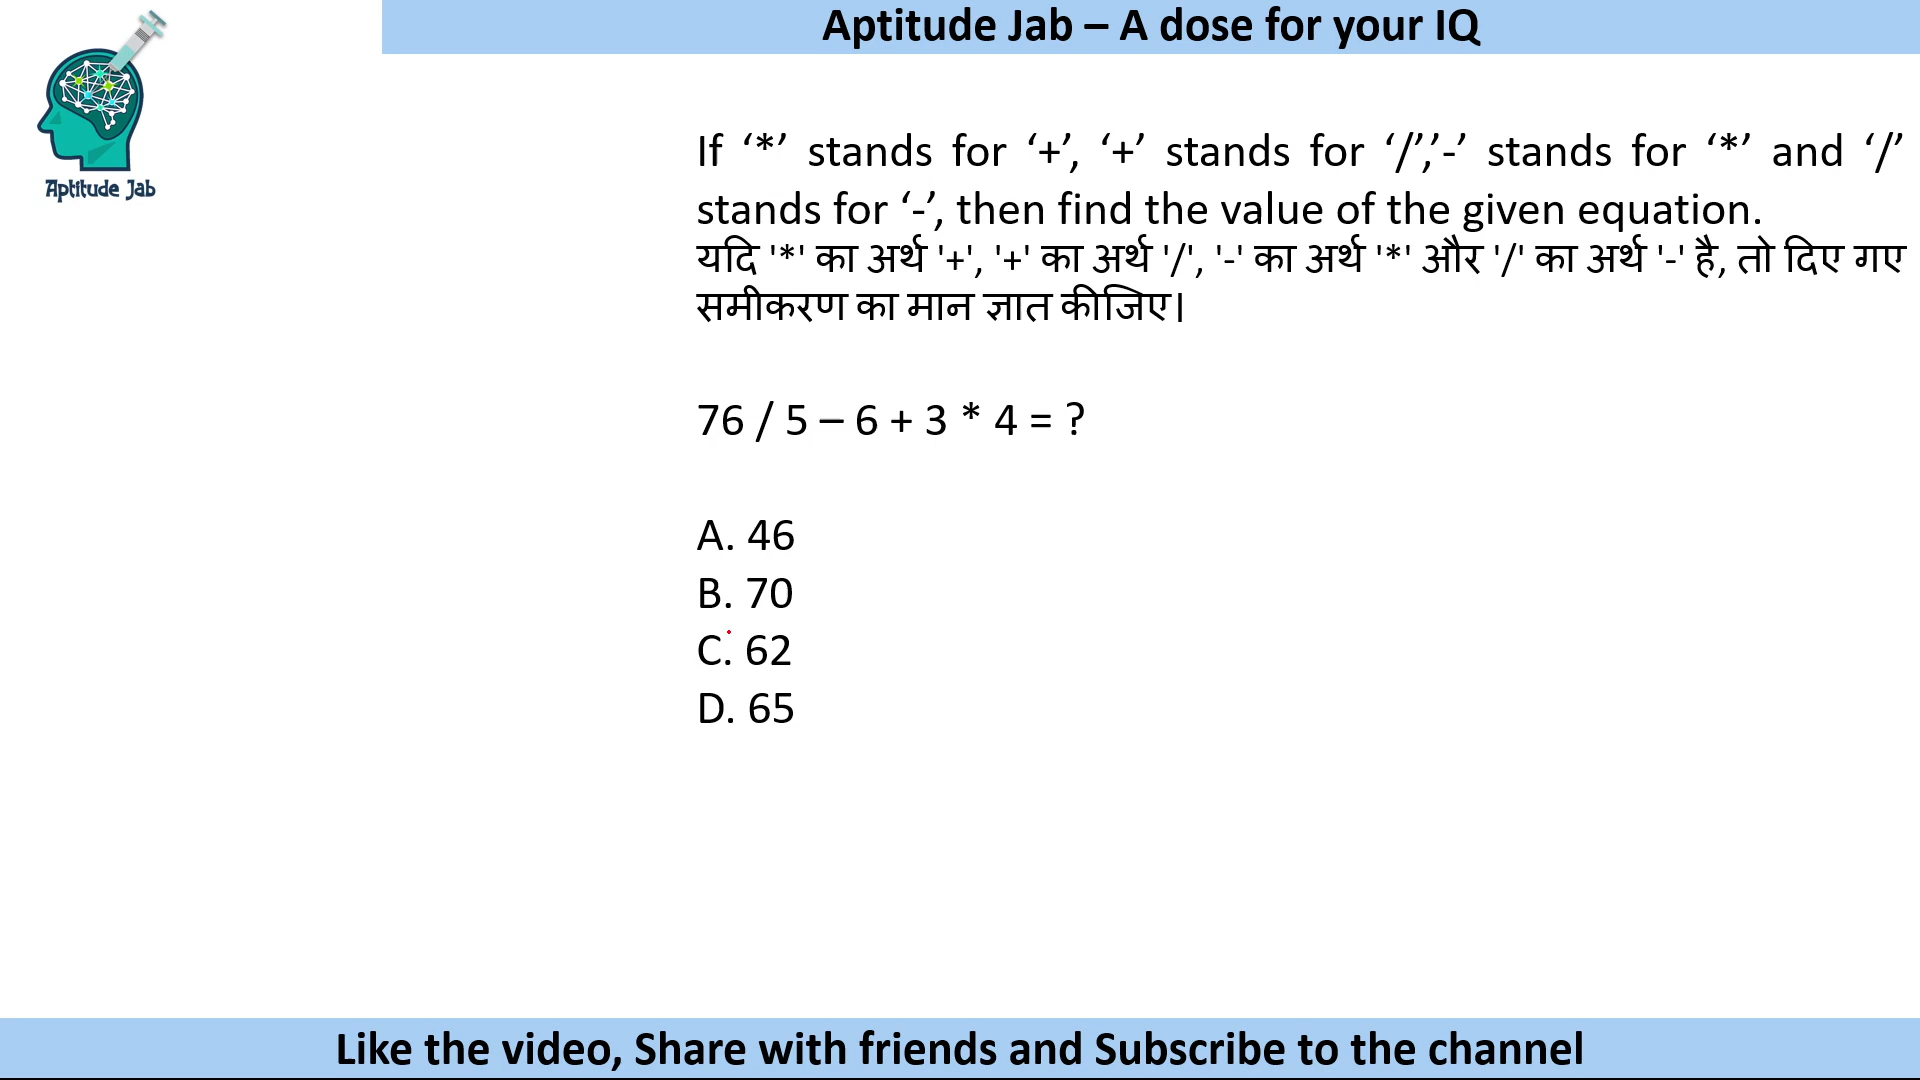 Aptitude Jab – A dose for your IQ
Aptitude Jab
If ‘*’ stands for ‘+’, ‘+’ stands for ‘/’,’-’ stands for ‘*’ and ‘/’
stands for ‘-’, then find the value of the given equation.
यदि '*' का अर्थ '+', '+' का अर्थ '/', '-' का अर्थ '*' और '/' का अर्थ '-' है, तो दिए गए
समीकरण का मान ज्ञात कीजिए।
76 / 5 – 6 + 3 * 4 = ?
A. 46
B. 70
C. 62
D. 65
Like the video, Share with friends and Subscribe to the channel